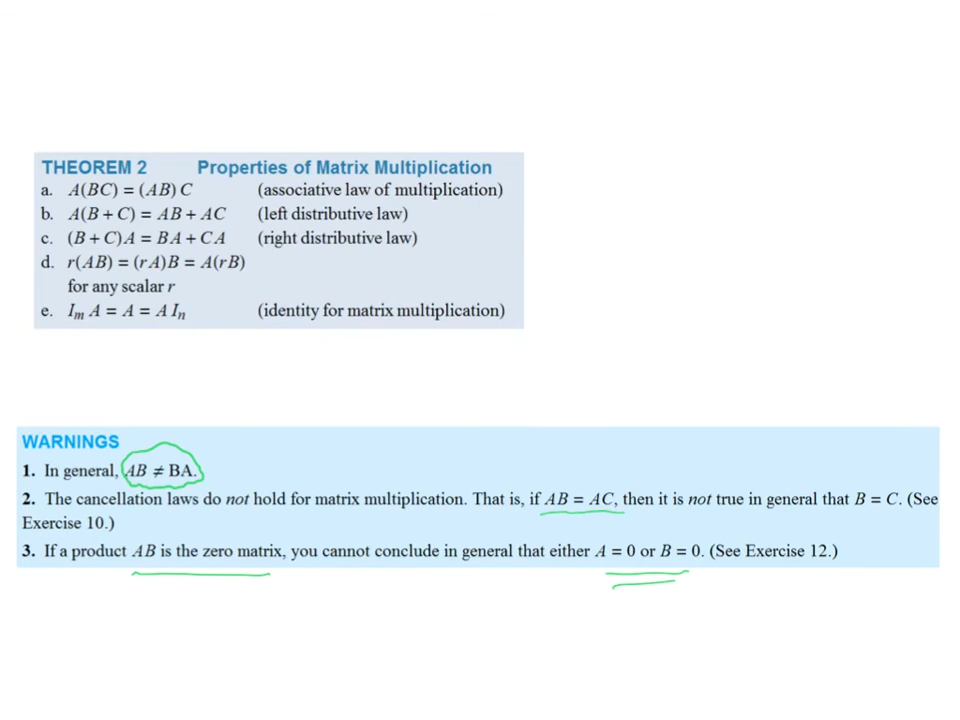 THEOREM 2 Properties of Matrix Multiplication
a. A(BC) = (AB) C (associative law of multiplication)
b. A(B + C) = AB + AC (left distributive law)
c. (B + C)A = BA + CA (right distributive law)
d. r(AB) = (rA)B = A(rB)
for any scalar r
e. Iₘ A = A = A Iₙ (identity for matrix multiplication)
WARNINGS
1. In general, AB ≠ BA.
2. The cancellation laws do not hold for matrix multiplication. That is, if AB = AC, then it is not true in general that B = C. (See
Exercise 10.)
3. If a product AB is the zero matrix, you cannot conclude in general that either A = 0 or B = 0. (See Exercise 12.)